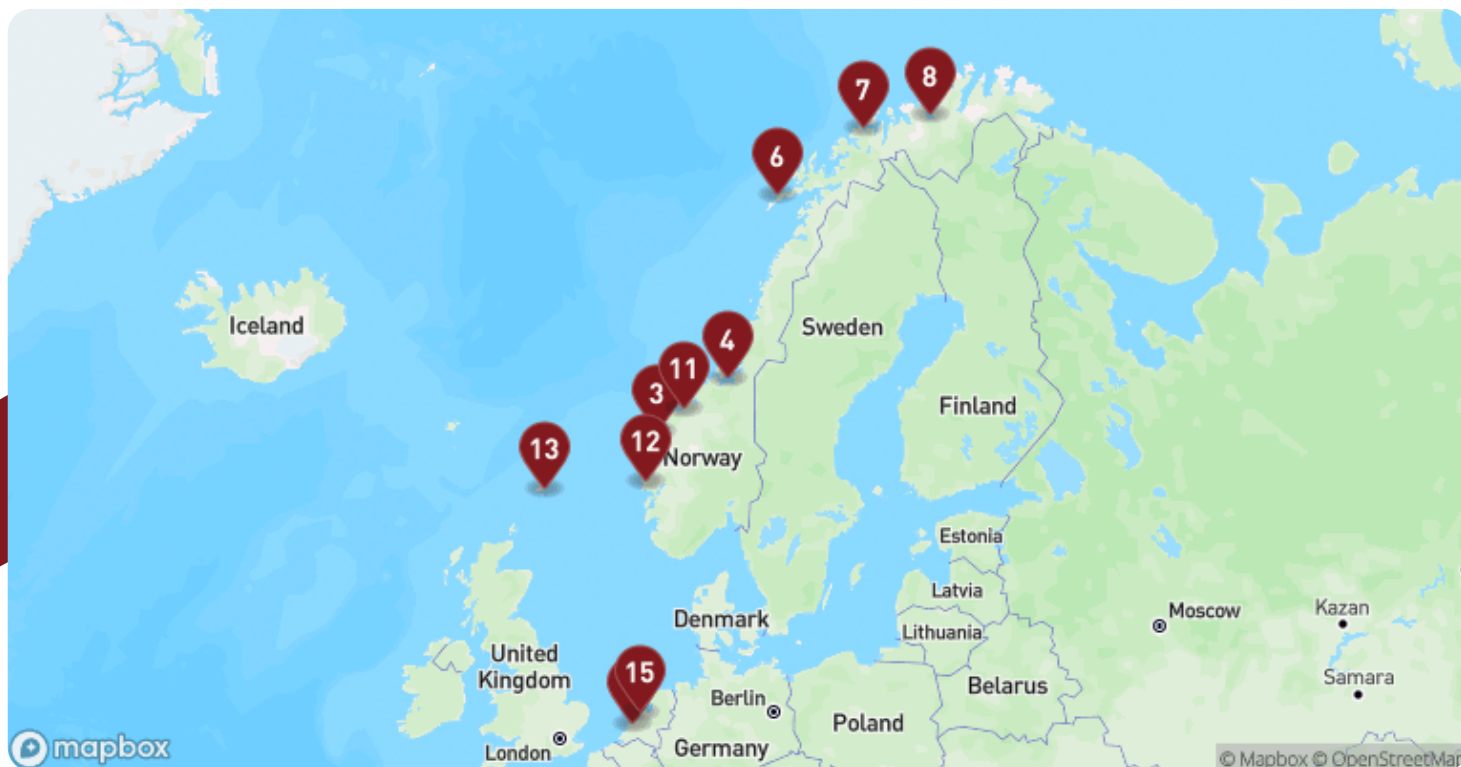 8
7
6
Iceland
Sweden
4
11
3
Finland
12
13
Norway
Estonia
Latvia
Moscow
Kazan
Denmark
Lithuania
United
Kingdom
15
Samara
Belarus
Berlin
Poland
London
Germany
mapbox
© Mapbox © OpenStreetMap